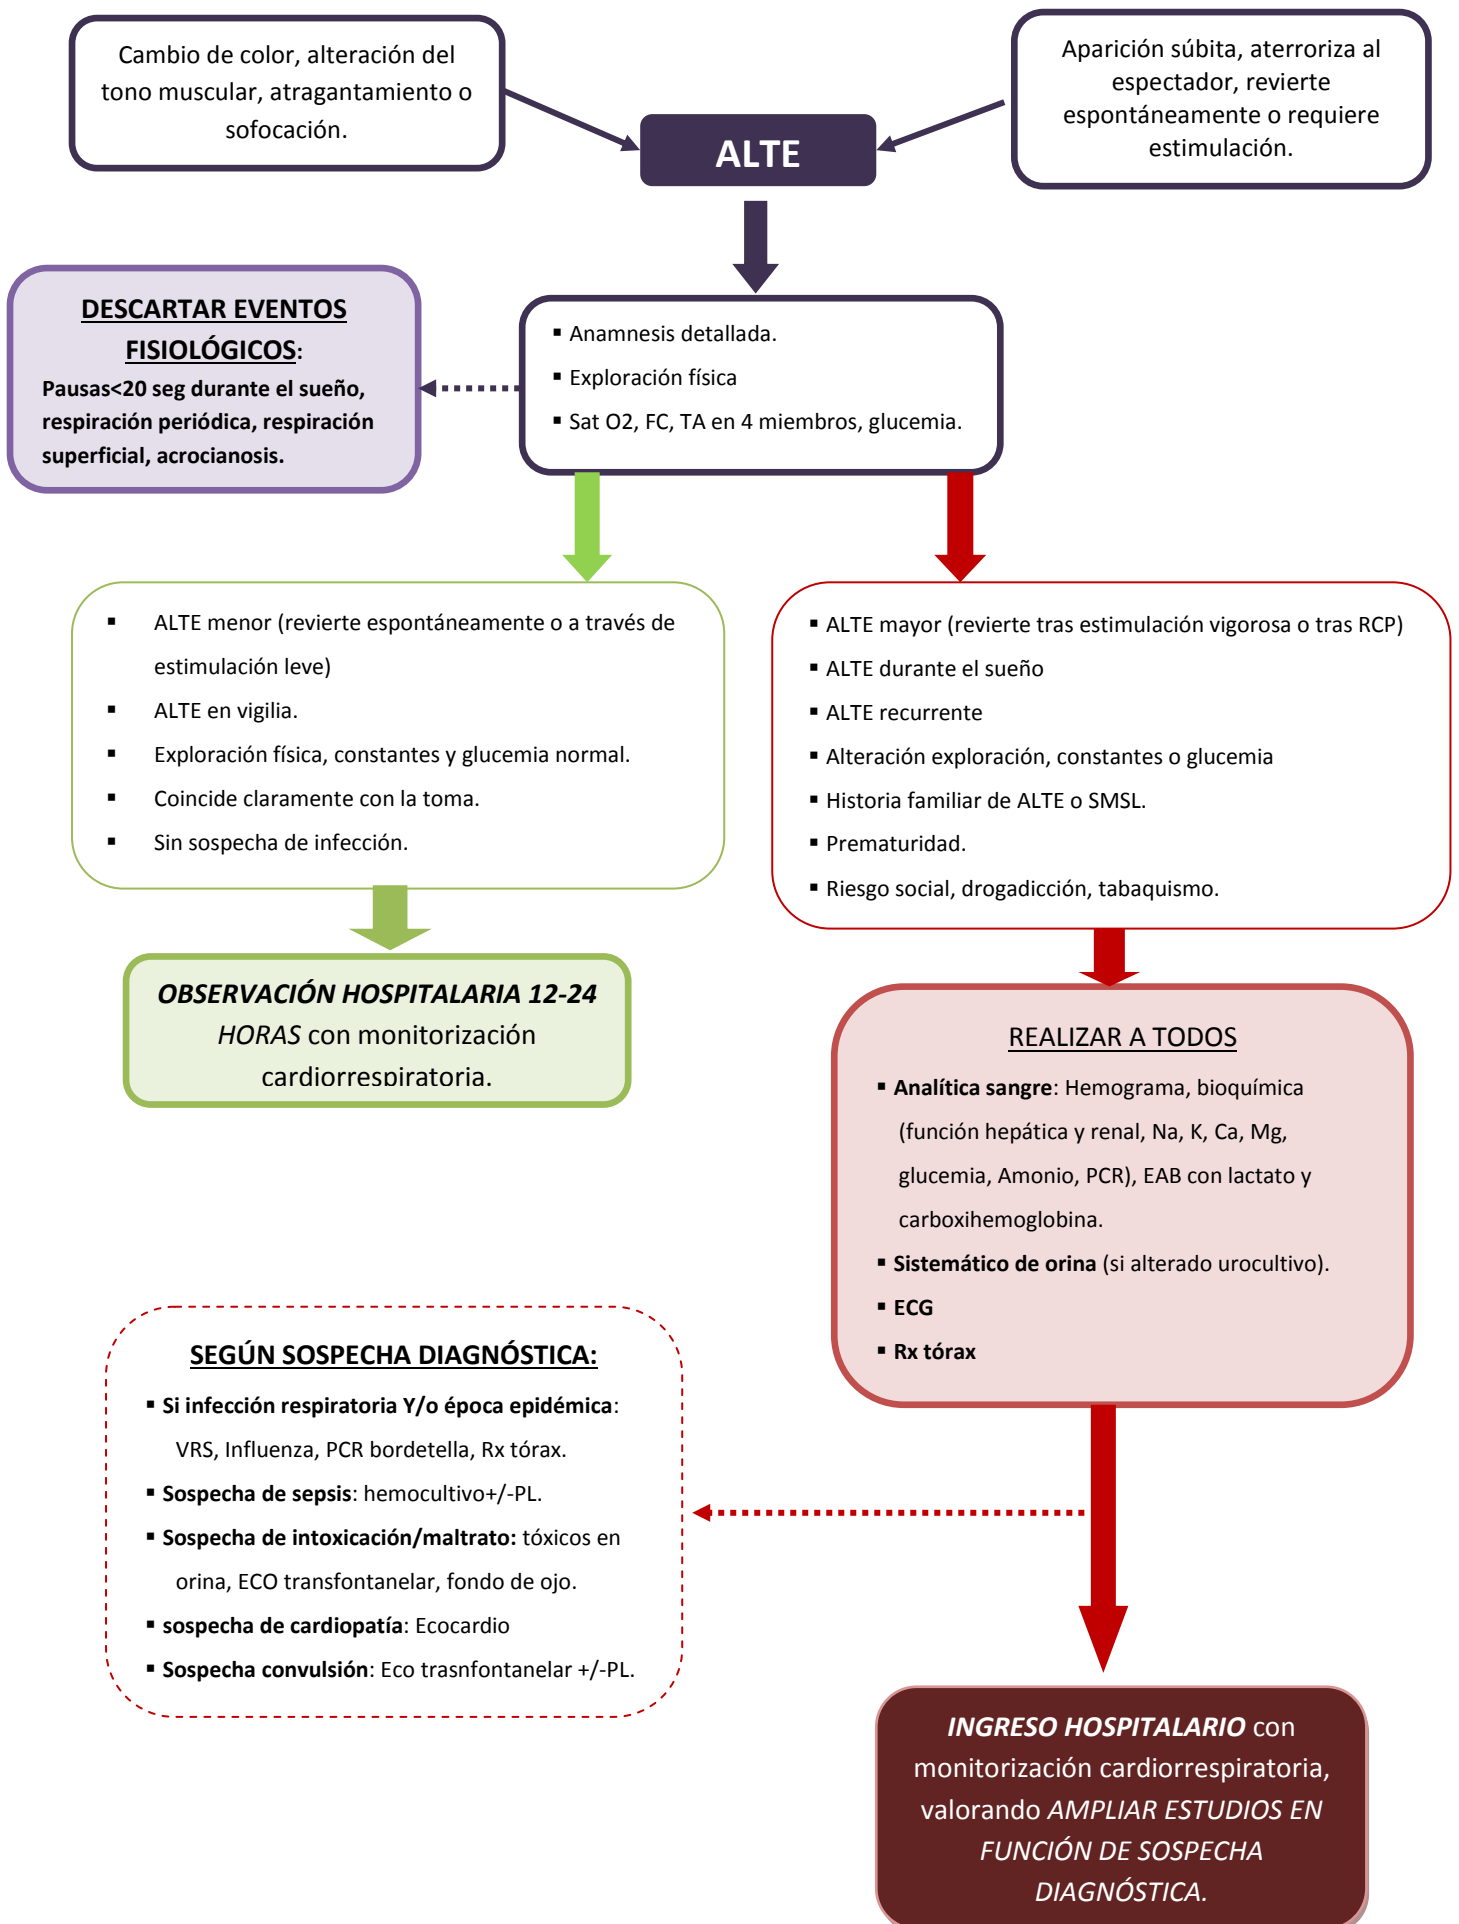 Cambio de color, alteración del
tono muscular, atragantamiento o
sofocación.
Aparición súbita, aterroriza al
espectador, revierte
espontáneamente o requiere
estimulación.
ALTE
DESCARTAR EVENTOS
FISIOLÓGICOS:
Pausas<20 seg durante el sueño,
respiración periódica, respiración
superficial, acrocianosis.
▪ Anamnesis detallada.
▪ Exploración física
▪ Sat O2, FC, TA en 4 miembros, glucemia.
▪ ALTE menor (revierte espontáneamente o a través de
estimulación leve)
▪ ALTE en vigilia.
▪ Exploración física, constantes y glucemia normal.
▪ Coincide claramente con la toma.
▪ Sin sospecha de infección.
▪ ALTE mayor (revierte tras estimulación vigorosa o tras RCP)
▪ ALTE durante el sueño
▪ ALTE recurrente
▪ Alteración exploración, constantes o glucemia
▪ Historia familiar de ALTE o SMSL.
▪ Prematuridad.
▪ Riesgo social, drogadicción, tabaquismo.
OBSERVACIÓN HOSPITALARIA 12-24
HORAS con monitorización
cardiorrespiratoria.
REALIZAR A TODOS
▪ Analítica sangre: Hemograma, bioquímica
(función hepática y renal, Na, K, Ca, Mg,
glucemia, Amonio, PCR), EAB con lactato y
carboxihemoglobina.
▪ Sistemático de orina (si alterado urocultivo).
▪ ECG
▪ Rx tórax
SEGÚN SOSPECHA DIAGNÓSTICA:
▪ Si infección respiratoria Y/o época epidémica:
VRS, Influenza, PCR bordetella, Rx tórax.
▪ Sospecha de sepsis: hemocultivo+/-PL.
▪ Sospecha de intoxicación/maltrato: tóxicos en
orina, ECO transfontanelar, fondo de ojo.
▪ sospecha de cardiopatía: Ecocardio
▪ Sospecha convulsión: Eco trasnfontanelar +/-PL.
INGRESO HOSPITALARIO con
monitorización cardiorrespiratoria,
valorando AMPLIAR ESTUDIOS EN
FUNCIÓN DE SOSPECHA
DIAGNÓSTICA.